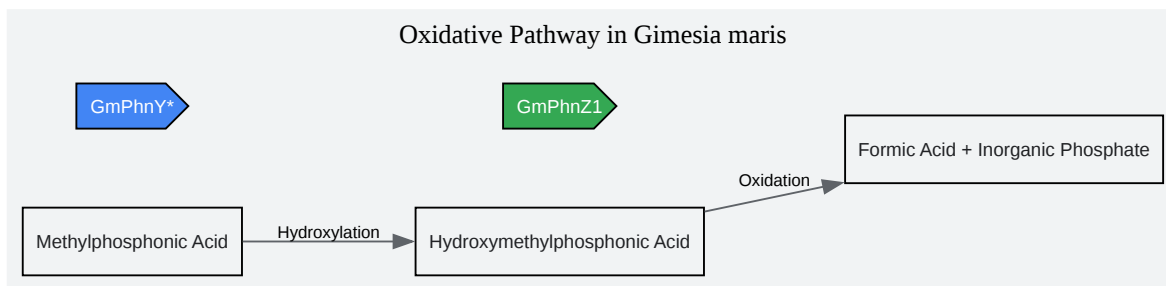 Oxidative Pathway in Gimesia maris
GmPhnY*
GmPhnZ1
Formic Acid + Inorganic Phosphate
Oxidation
Methylphosphonic Acid
Hydroxylation
Hydroxymethylphosphonic Acid